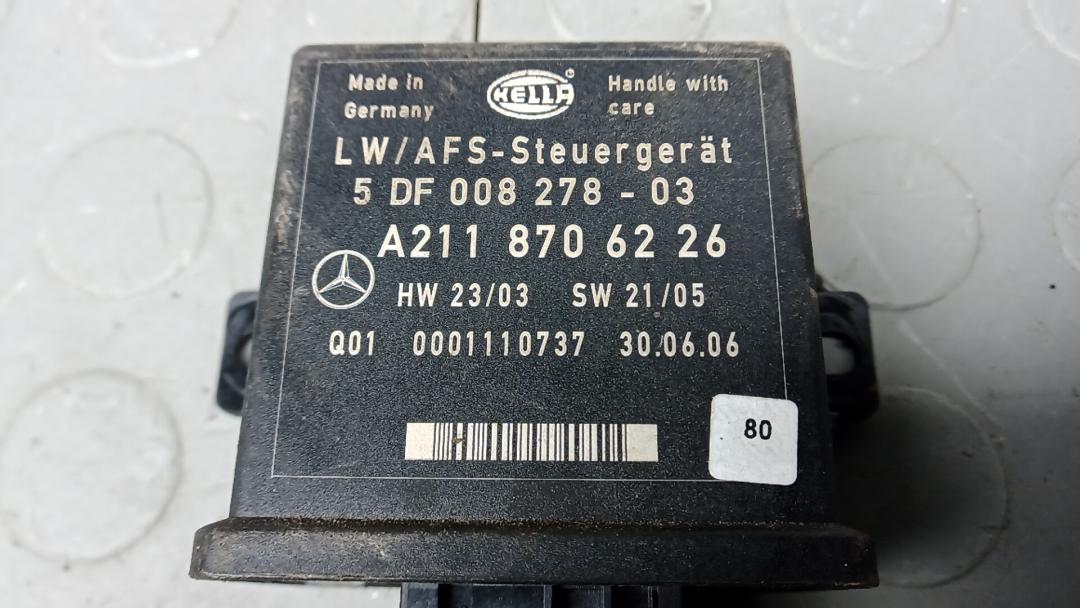 Made in Germany
HELLA
Handle with care
LW/AFS-Steuergerät
5 DF 008 278 - 03
A211 870 62 26
HW 23/03 SW 21/05
Q01 0001110737 30.06.06
80